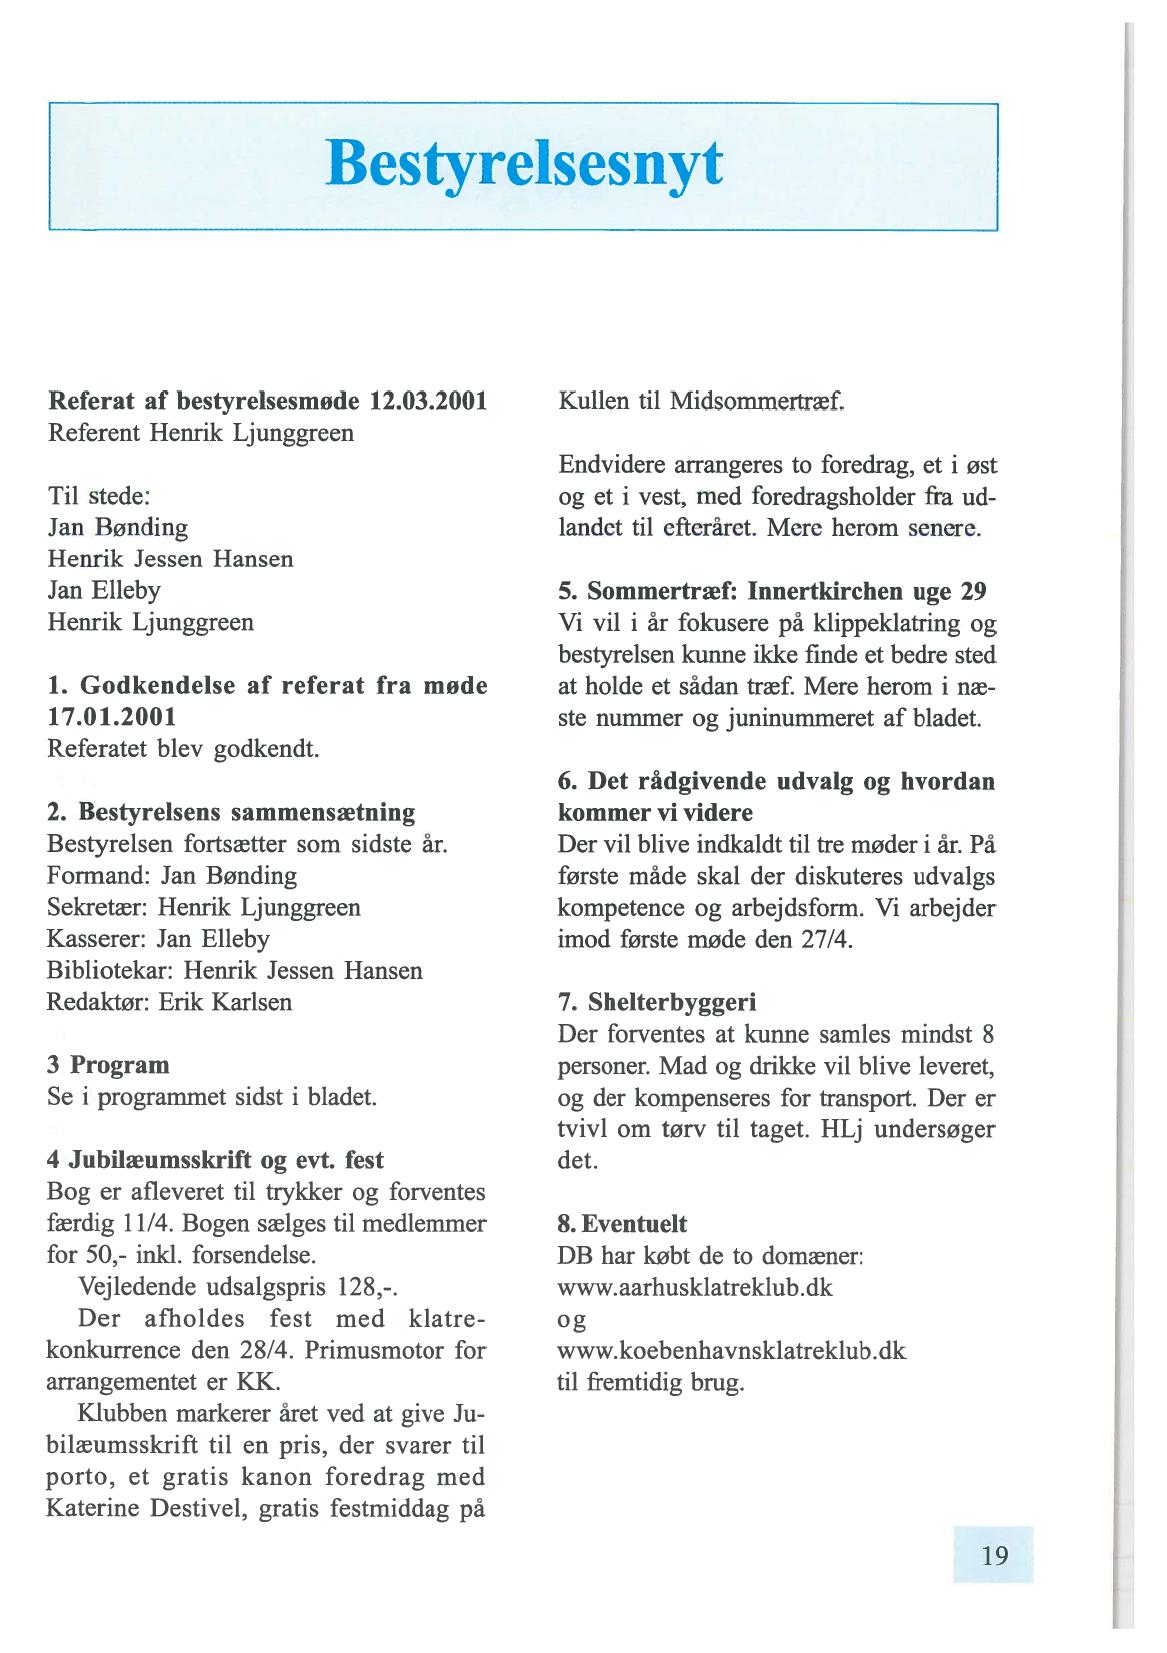 Bestyrelsesnyt
Referat af bestyrelsesmøde 12.03.2001
Referent Henrik Ljunggreen
Til stede:
Jan Bønding
Henrik Jessen Hansen
Jan Elleby
Henrik Ljunggreen
1. Godkendelse af referat fra møde
17.01.2001
Referatet blev godkendt.
2. Bestyrelsens sammensætning
Bestyrelsen fortsætter som sidste år.
Formand: Jan Bønding
Sekretær: Henrik Ljunggreen
Kasserer: Jan Elleby
Bibliotekar: Henrik Jessen Hansen
Redaktør: Erik Karlsen
3 Program
Se i programmet sidst i bladet.
4 Jubilæumsskrift og evt. fest
Bog er afleveret til trykker og forventes
færdig 11/4. Bogen sælges til medlemmer
for 50,- inkl. forsendelse.
Vejledende udsalgspris 128,-.
Der afholdes fest med klatre-
konkurrence den 28/4. Primusmotor for
arrangementet er KK.
Klubben markerer året ved at give Ju-
bilæumsskrift til en pris, der svarer til
porto, et gratis kanon foredrag med
Katerine Destivel, gratis festmiddag på
Kullen til Midsommertræf.
Endvidere arrangeres to foredrag, et i øst
og et i vest, med foredragsholder fra ud-
landet til efteråret. Mere herom senere.
5. Sommertræf: Innertkirchen uge 29
Vi vil i år fokusere på klippeklatring og
bestyrelsen kunne ikke finde et bedre sted
at holde et sådan træf. Mere herom i næ-
ste nummer og juninummeret af bladet.
6. Det rådgivende udvalg og hvordan
kommer vi videre
Der vil blive indkaldt til tre møder i år. På
første måde skal der diskuteres udvalgs
kompetence og arbejdsform. Vi arbejder
imod første møde den 27/4.
7. Shelterbyggeri
Der forventes at kunne samles mindst 8
personer. Mad og drikke vil blive leveret,
og der kompenseres for transport. Der er
tvivl om tørv til taget. HLj undersøger
det.
8. Eventuelt
DB har købt de to domæner:
www.aarhusklatreklub.dk
og
www.koebenhavnsklatreklub.dk
til fremtidig brug.
19